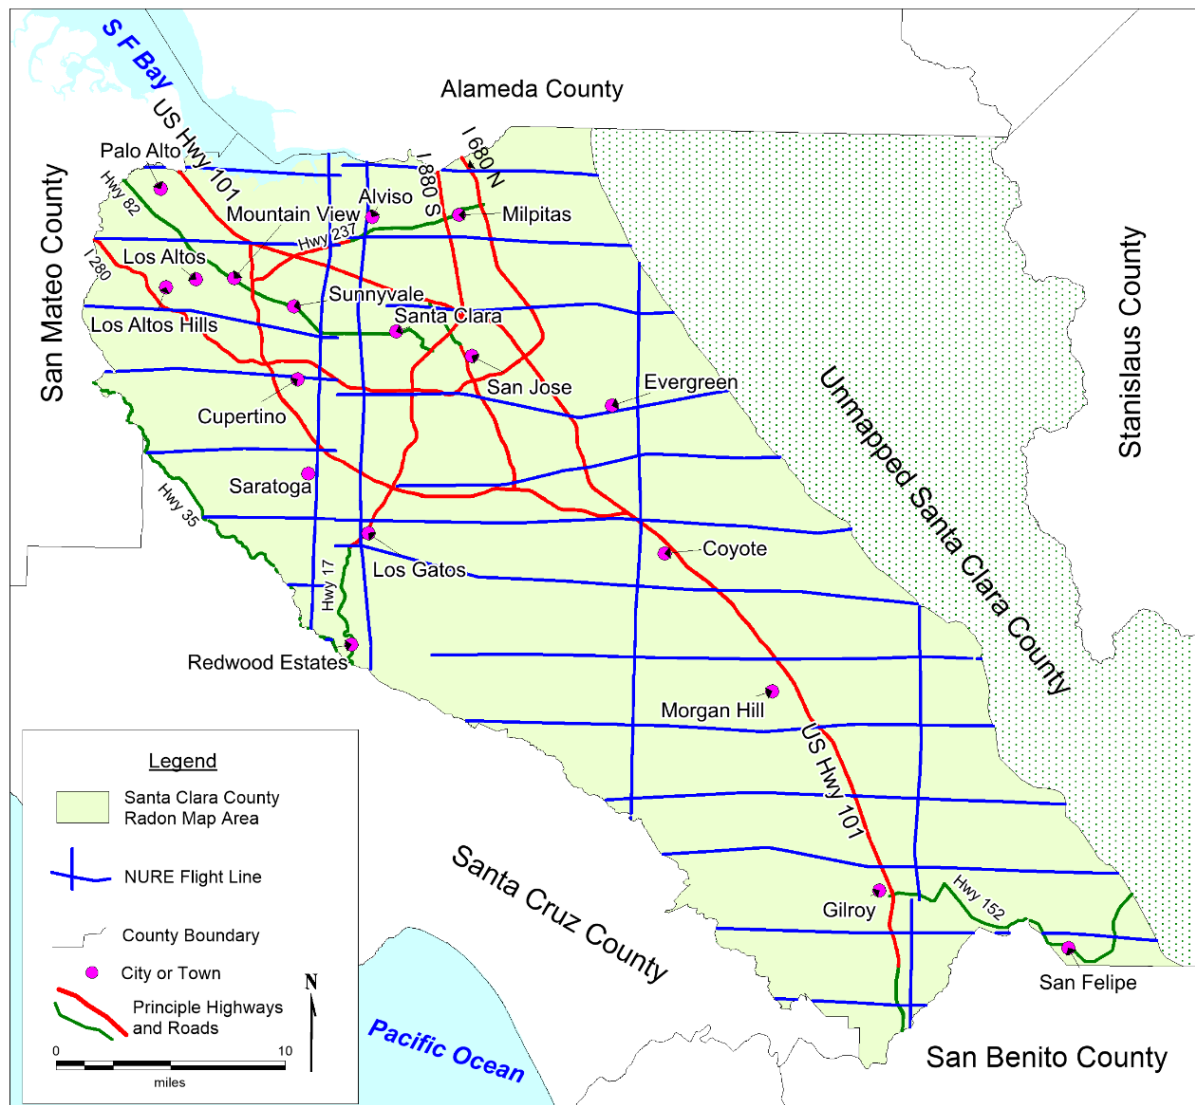 S F Bay
Alameda County
US Hwy 101
I 680 N
I 880 S
Palo Alto
Hwy 82
San Mateo County
Alviso
Mountain View
Milpitas
Hwy 237
I 280
Los Altos
Sunnyvale
Los Altos Hills
Santa Clara
Stanislaus County
San Jose
Evergreen
Cupertino
Unmapped Santa Clara County
Saratoga
Hwy 35
Coyote
Los Gatos
Hwy 17
Redwood Estates
Morgan Hill
US Hwy 101
Santa Cruz County
Gilroy
Hwy 152
San Felipe
San Benito County
Pacific Ocean
Legend
Santa Clara County
Radon Map Area
NURE Flight Line
County Boundary
City or Town
N
Principle Highways
and Roads
0 10
miles